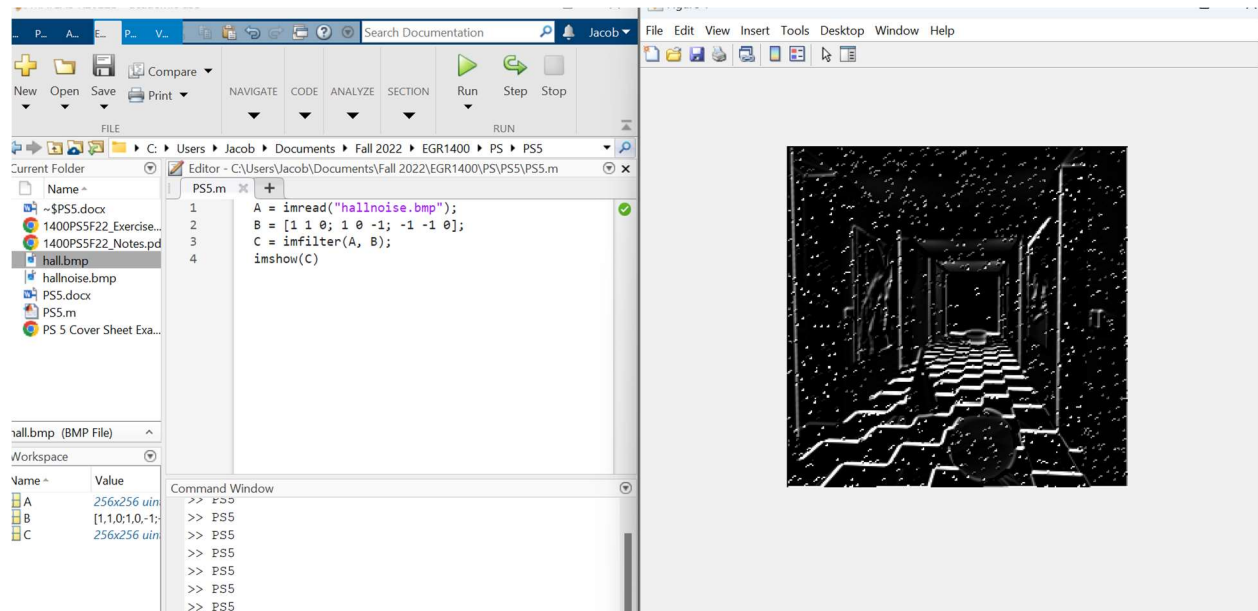 P... A... E... P... V... Search Documentation Jacob
New Open Save Compare Print NAVIGATE CODE ANALYZE SECTION Run Step Stop
FILE RUN
C: Users Jacob Documents Fall 2022 EGR1400 PS PS5
Current Folder
Name
~$PS5.docx
1400PS5F22_Exercise...
1400PS5F22_Notes.pd
hall.bmp
hallnoise.bmp
PS5.docx
PS5.m
PS 5 Cover Sheet Exa...
hall.bmp (BMP File)
Workspace
Name Value
A 256x256 uin
B [1,1,0;1,0,-1;-
C 256x256 uin
Editor - C:\Users\Jacob\Documents\Fall 2022\EGR1400\PS\PS5\PS5.m
PS5.m +
1 A = imread("hallnoise.bmp");
2 B = [1 1 0; 1 0 -1; -1 -1 0];
3 C = imfilter(A, B);
4 imshow(C)
Command Window
>> PS5
>> PS5
>> PS5
>> PS5
>> PS5
>> PS5
>> PS5
File Edit View Insert Tools Desktop Window Help